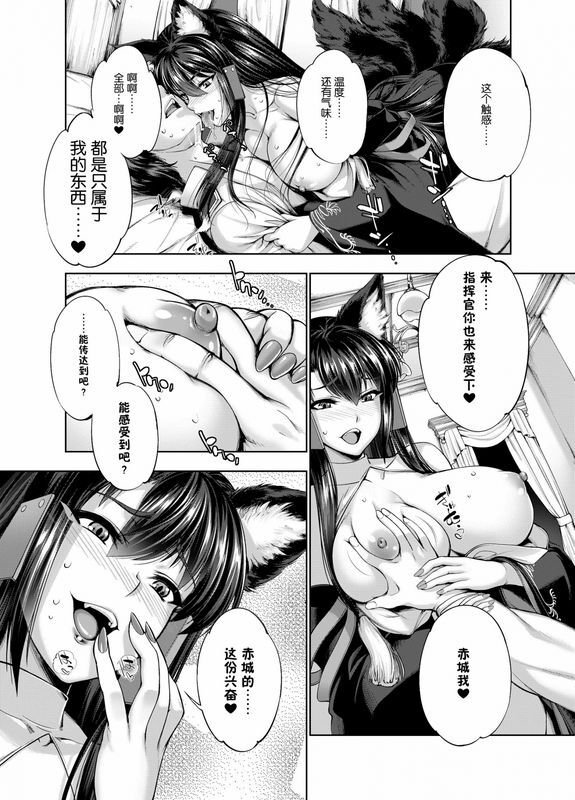 这个触感……
温度……
还有气味……
啊啊……
全部…啊啊……♥
都是只属于
我的东西……♥
来……
指挥官你也来感受下♥
赤城我♥
……能传达到吧？
能感受到吧？
赤城的……
这份兴奋♥